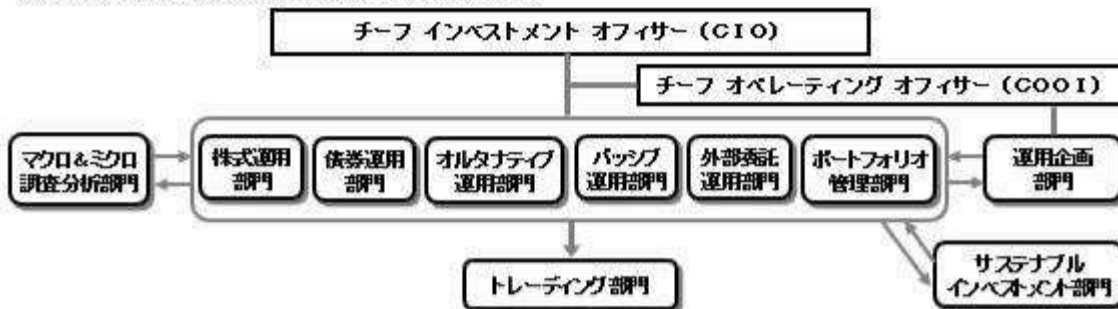 チーフ インベストメント オフィサー (CIO)
チーフ オペレーティング オフィサー (COOI)
マクロ&ミクロ
調査分析部門
株式運用
部門
債券運用
部門
オルタナティブ
運用部門
パッシブ
運用部門
外部委託
運用部門
ポートフォリオ
管理部門
運用企画
部門
トレーディング部門
サステナブル
インベストメント部門